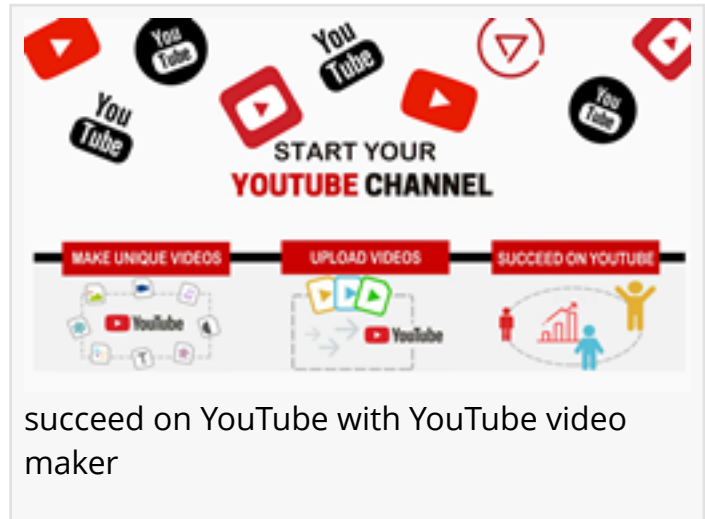 You
Tube
You
Tube
You
Tube
You
Tube
START YOUR
YOUTUBE CHANNEL
MAKE UNIQUE VIDEOS
UPLOAD VIDEOS
SUCCEED ON YOUTUBE
YouTube
T
YouTube
succeed on YouTube with YouTube video
maker